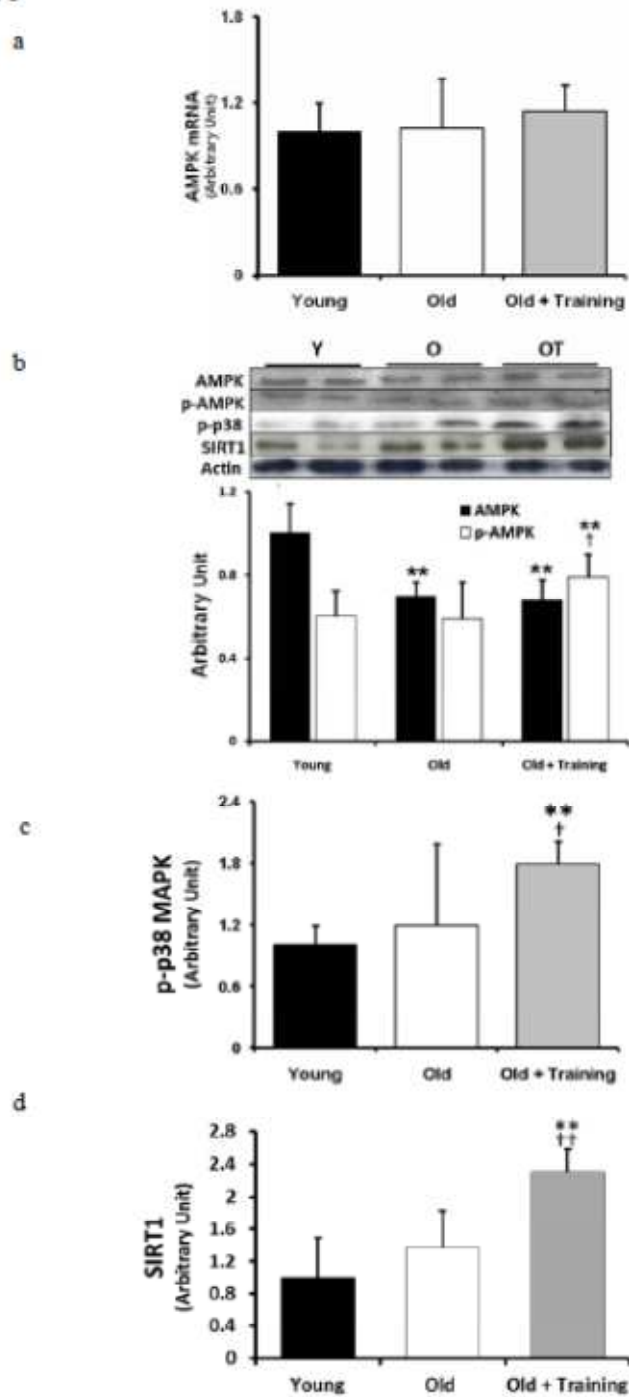 a
1.8
1.2
0.6
0
AMPK mRNA
(Arbitrary Unit)
Young Old Old + Training
b
Y O OT
AMPK
p-AMPK
p-p38
SIRT1
Actin
1.2
0.8
0.4
0
Arbitrary Unit
AMPK
p-AMPK
**
**
**
†
Young Old Old + Training
c
2.4
1.8
1.2
0.6
0
p-p38 MAPK
(Arbitrary Unit)
**
†
Young Old Old + Training
d
2.8
2.4
2
1.6
1.2
0.8
0.4
0
SIRT1
(Arbitrary Unit)
**
††
Young Old Old + Training